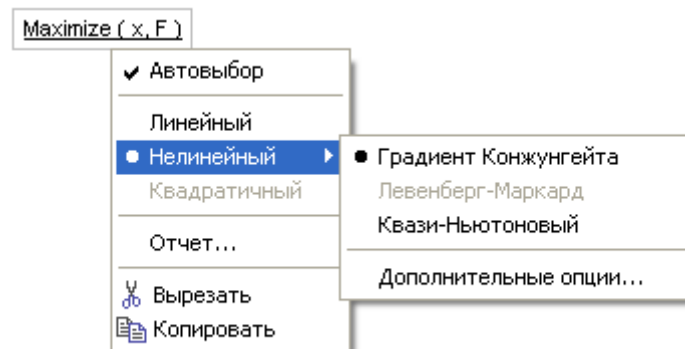 Maximize ( x, F )
Автовыбор
Линейный
Нелинейный
Квадратичный
Отчет...
Вырезать
Копировать
Градиент Конжунгейта
Левенберг-Маркард
Квази-Ньютоновый
Дополнительные опции...